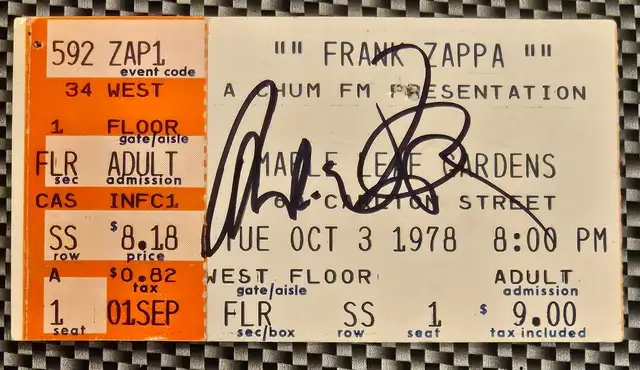 592 ZAP1
event code
34 WEST
1 FLOOR
gate/aisle
FLR ADULT
sec admission
CAS INFC1
SS $8.18
row price
A $0.82
tax
1 01SEP
seat
"" FRANK ZAPPA ""
A CHUM FM PRESENTATION
MAPLE LEAF GARDENS
CARLTON STREET
TUE OCT 3 1978 8:00 PM
WEST FLOOR ADULT
gate/aisle admission
FLR SS 1 $9.00
sec/box row seat tax included